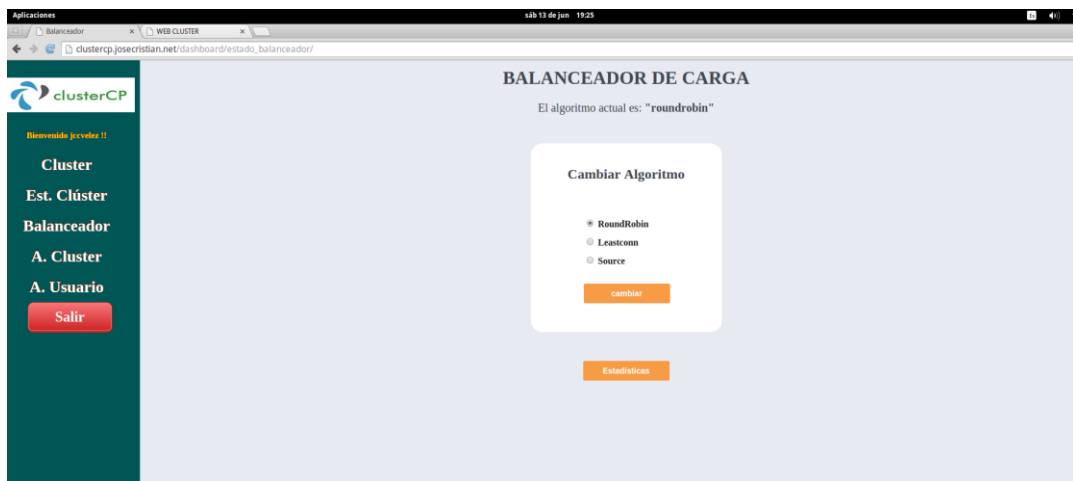 Aplicaciones
sáb 13 de jun 19:25
Es
Balanceador
WEB CLUSTER
clustercp.josecristian.net/dashboard/estado_balanceador/
clusterCP
Bienvenido jccvelez !!
Cluster
Est. Clúster
Balanceador
A. Cluster
A. Usuario
Salir
BALANCEADOR DE CARGA
El algoritmo actual es: "roundrobin"
Cambiar Algoritmo
RoundRobin
Leastconn
Source
cambiar
Estadísticas